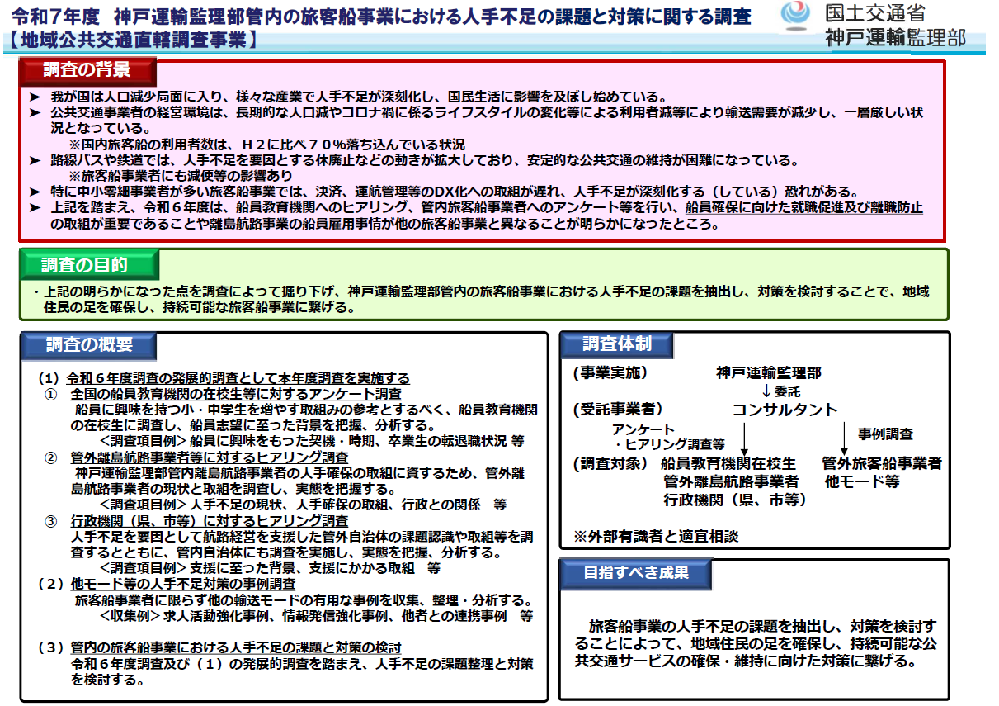 令和７年度　神戸運輸監理部管内の旅客船事業における人手不足の課題と対策に関する調査
【地域公共交通直轄調査事業】
国土交通省
神戸運輸監理部
調査の背景
➤ 我が国は人口減少局面に入り、様々な産業で人手不足が深刻化し、国民生活に影響を及ぼし始めている。
➤ 公共交通事業者の経営環境は、長期的な人口減やコロナ禍に係るライフスタイルの変化等による利用者減等により輸送需要が減少し、一層厳しい状
況となっている。
※国内旅客船の利用者数は、Ｈ２に比べ７０％落ち込んでいる状況
➤ 路線バスや鉄道では、人手不足を要因とする休廃止などの動きが拡大しており、安定的な公共交通の維持が困難になっている。
※旅客船事業者にも減便等の影響あり
➤ 特に中小零細事業者が多い旅客船事業では、決済、運航管理等のDX化への取組が遅れ、人手不足が深刻化する（している）恐れがある。
➤ 上記を踏まえ、令和６年度は、船員教育機関へのヒアリング、管内旅客船事業者へのアンケート等を行い、船員確保に向けた就職促進及び離職防止
の取組が重要であることや離島航路事業の船員雇用事情が他の旅客船事業と異なることが明らかになったところ。
調査の目的
・上記の明らかになった点を調査によって掘り下げ、神戸運輸監理部管内の旅客船事業における人手不足の課題を抽出し、対策を検討することで、地域
住民の足を確保し、持続可能な旅客船事業に繋げる。
調査の概要
（1）令和６年度調査の発展的調査として本年度調査を実施する
① 全国の船員教育機関の在校生等に対するアンケート調査
船員に興味を持つ小・中学生を増やす取組みの参考とするべく、船員教育機関
の在校生に調査し、船員志望に至った背景を把握、分析する。
＜調査項目例＞船員に興味をもった契機・時期、卒業生の転退職状況 等
② 管外離島航路事業者等に対するヒアリング調査
神戸運輸監理部管内離島航路事業者の人手確保の取組に資するため、管外離
島航路事業者の現状と取組を調査し、実態を把握する。
＜調査項目例＞人手不足の現状、人手確保の取組、行政との関係　等
③ 行政機関（県、市等）に対するヒアリング調査
人手不足を要因として航路経営を支援した管外自治体の課題認識や取組等を調
査するとともに、管内自治体にも調査を実施し、実態を把握、分析する。
＜調査項目例＞支援に至った背景、支援にかかる取組　等
（２）他モード等の人手不足対策の事例調査
旅客船事業者に限らず他の輸送モードの有用な事例を収集、整理・分析する。
＜収集例＞求人活動強化事例、情報発信強化事例、他者との連携事例　等
（３）管内の旅客船事業における人手不足の課題と対策の検討
令和６年度調査及び（１）の発展的調査を踏まえ、人手不足の課題整理と対策
を検討する。
調査体制
（事業実施）　神戸運輸監理部
↓委託
（受託事業者）　コンサルタント
アンケート
・ヒアリング調査等
事例調査
（調査対象）　船員教育機関在校生　管外旅客船事業者
管外離島航路事業者　他モード等
行政機関（県、市等）
※外部有識者と適宜相談
目指すべき成果
旅客船事業の人手不足の課題を抽出し、対策を検討す
ることによって、地域住民の足を確保し、持続可能な公
共交通サービスの確保・維持に向けた対策に繋げる。